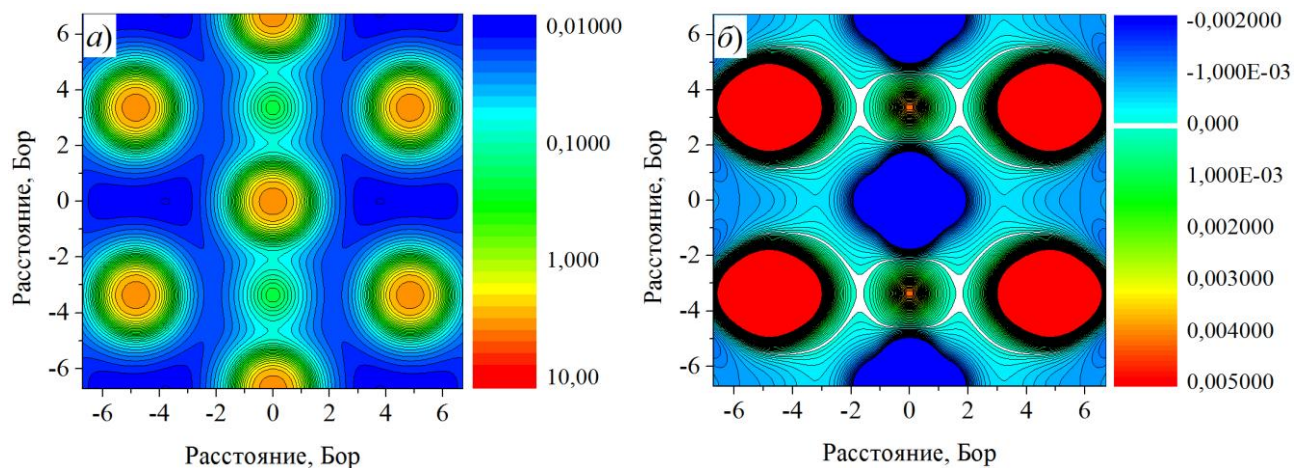 а)
6
4
2
0
-2
-4
-6
-6 -4 -2 0 2 4 6
Расстояние, Бор
Расстояние, Бор
0,01000
0,1000
1,000
10,00
б)
6
4
2
0
-2
-4
-6
-6 -4 -2 0 2 4 6
Расстояние, Бор
Расстояние, Бор
-0,002000
-1,000E-03
0,000
1,000E-03
0,002000
0,003000
0,004000
0,005000